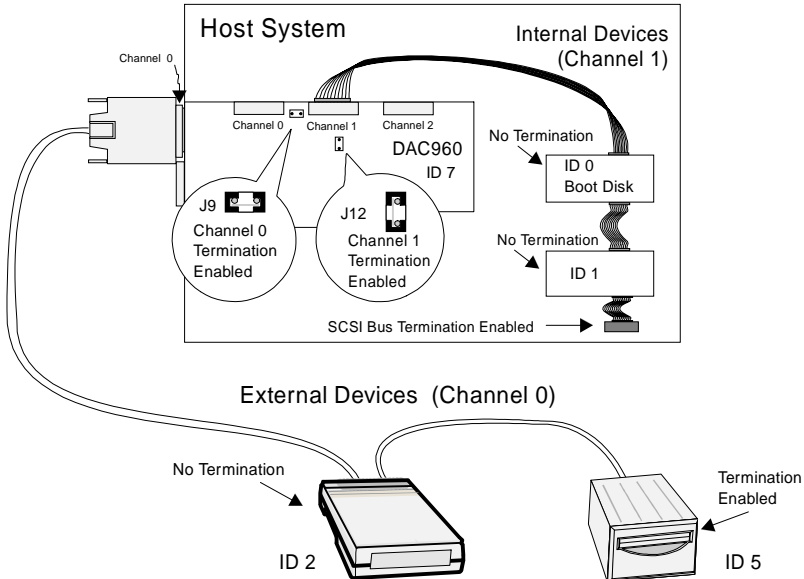 Host System
Internal Devices
(Channel 1)
Channel 0
Channel 0
Channel 1
Channel 2
DAC960
ID 7
No Termination
ID 0
Boot Disk
J9
Channel 0
Termination
Enabled
J12
Channel 1
Termination
Enabled
No Termination
ID 1
SCSI Bus Termination Enabled
External Devices (Channel 0)
No Termination
Termination
Enabled
ID 2
ID 5